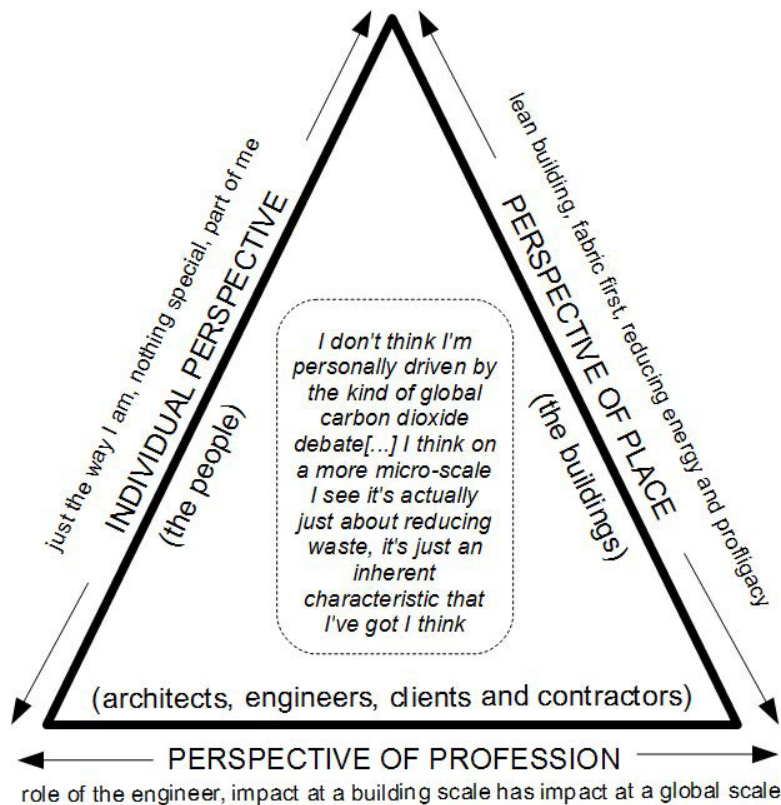 just the way I am, nothing special, part of me
INDIVIDUAL PERSPECTIVE
(the people)
lean building, fabric first, reducing energy and profligacy
PERSPECTIVE OF PLACE
(the buildings)
I don't think I'm
personally driven by
the kind of global
carbon dioxide
debate[...] I think on
a more micro-scale
I see it's actually
just about reducing
waste, it's just an
inherent
characteristic that
I've got I think
(architects, engineers, clients and contractors)
PERSPECTIVE OF PROFESSION
role of the engineer, impact at a building scale has impact at a global scale